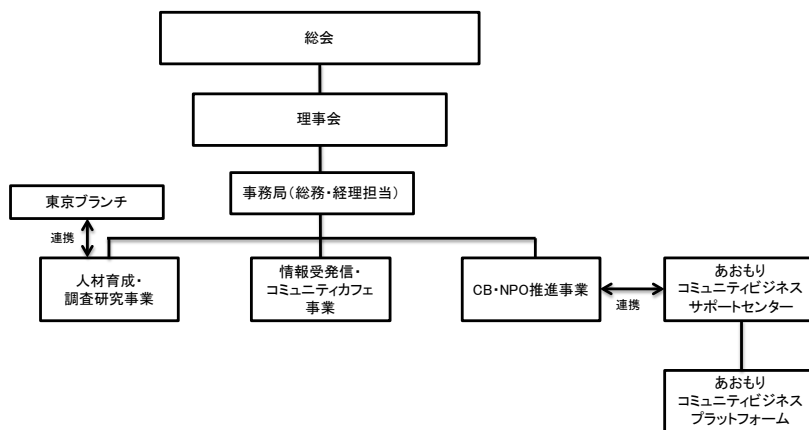 総会
理事会
事務局(総務・経理担当)
東京ブランチ
連携
人材育成・
調査研究事業
情報受発信・
コミュニティカフェ
事業
CB・NPO推進事業
連携
あおもり
コミュニティビジネス
サポートセンター
あおもり
コミュニティビジネス
プラットフォーム